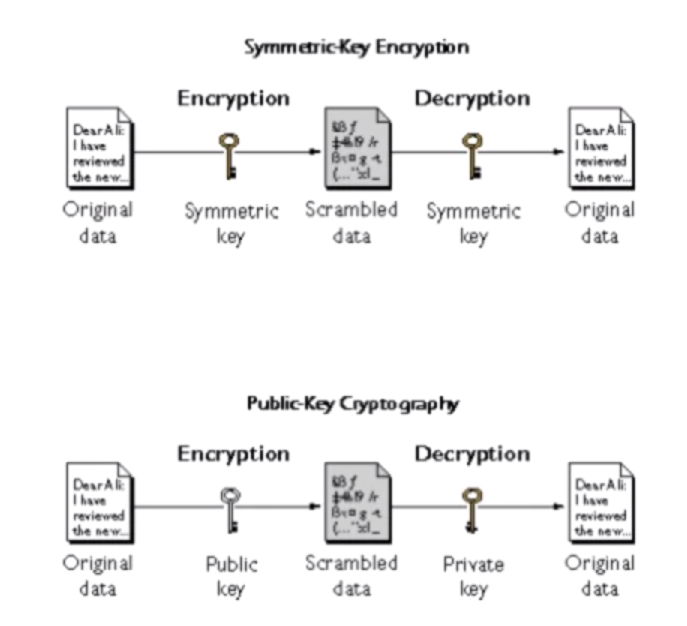 Symmetric-Key Encryption
Encryption Decryption
Dear Ali:
I have
reviewed
the new...
Dear Ali:
I have
reviewed
the new...
Original
data
Symmetric
key
Scrambled
data
Symmetric
key
Original
data
Public-Key Cryptography
Encryption Decryption
Dear Ali:
I have
reviewed
the new...
Dear Ali:
I have
reviewed
the new...
Original
data
Public
key
Scrambled
data
Private
key
Original
data